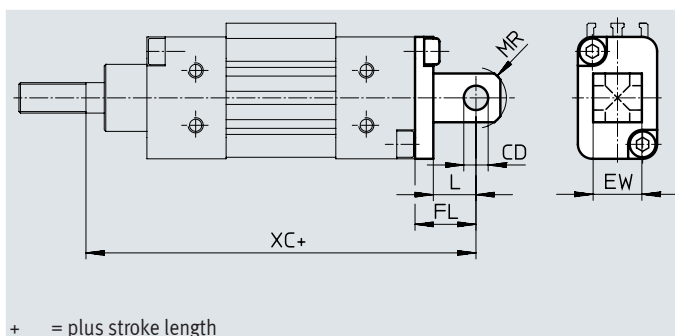 MR
CD
L
EW
FL
XC+
+ = plus stroke length